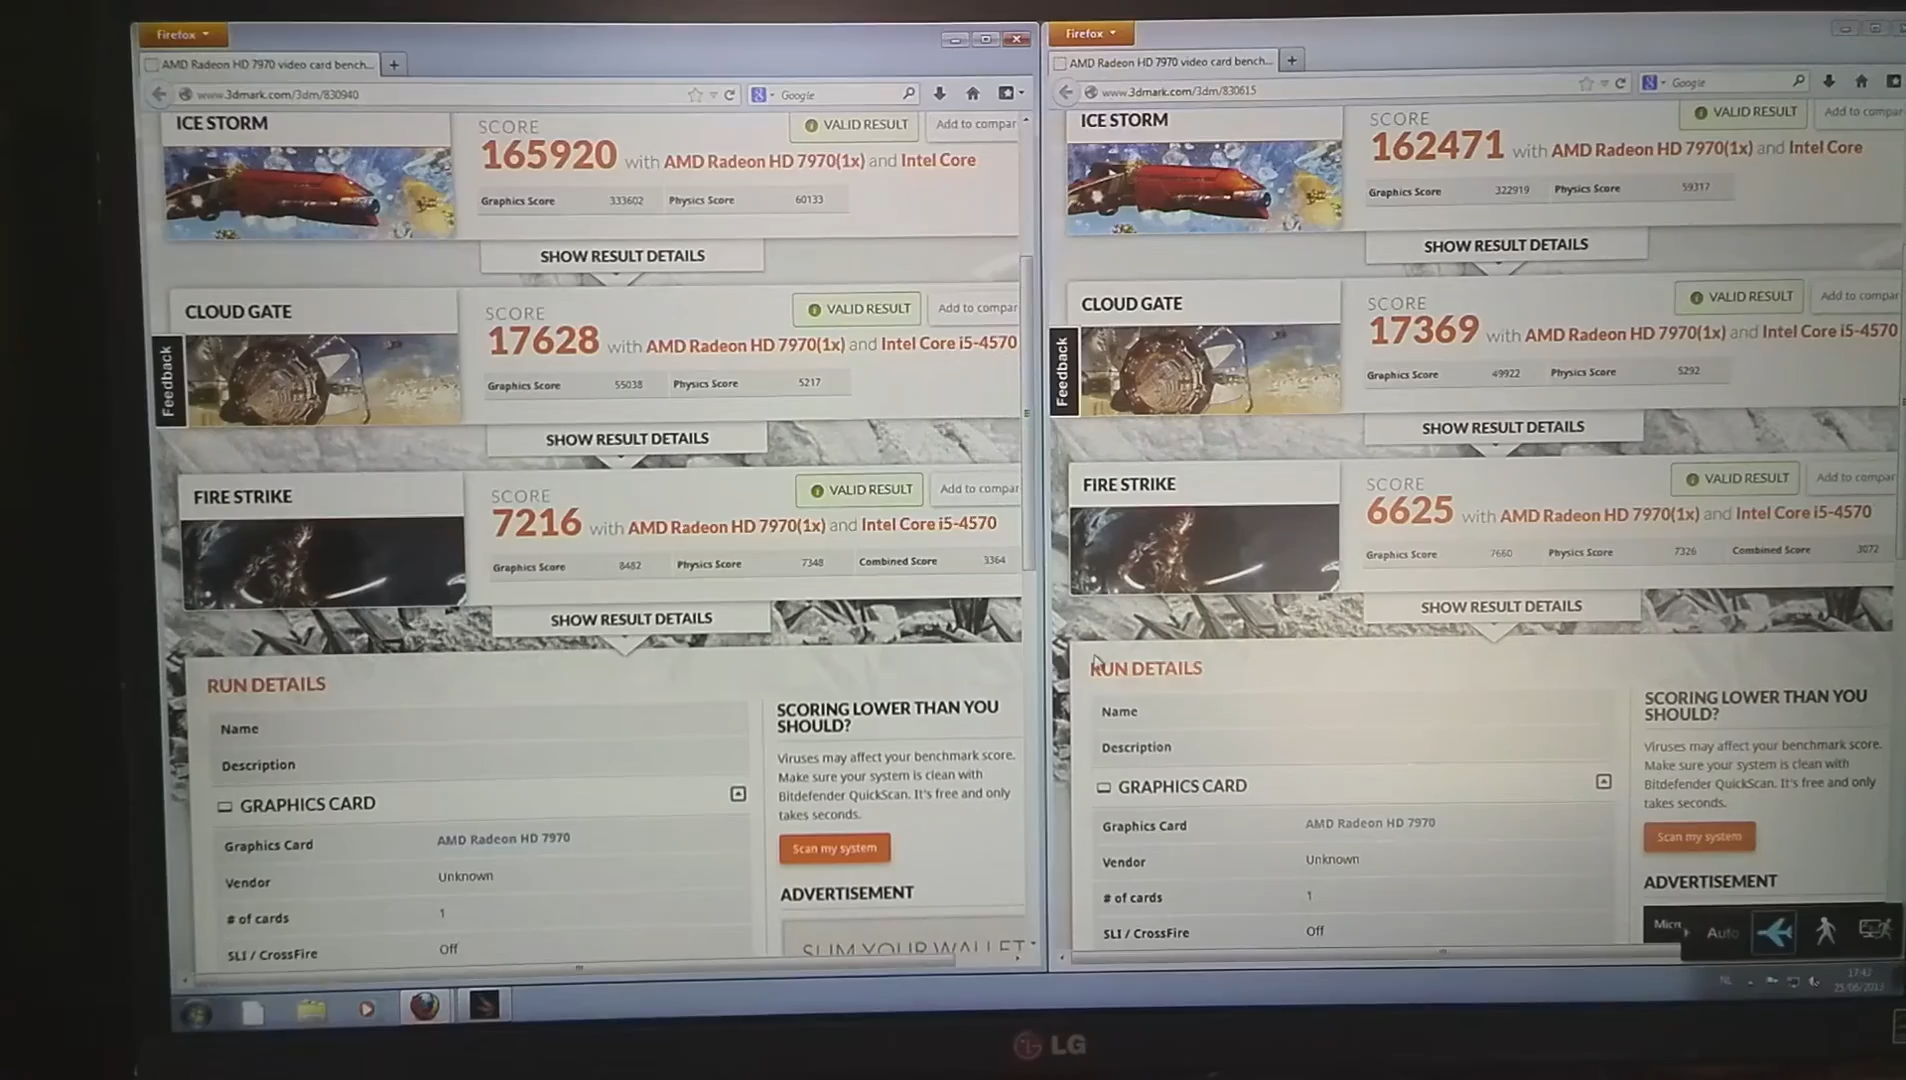 Firefox
AMD Radeon HD 7970 video card bench...
+
www.3dmark.com/3dm/830940
Google
ICE STORM
SCORE
VALID RESULT
Add to compar
165920 with AMD Radeon HD 7970(1x) and Intel Core
Graphics Score 333602 Physics Score 60133
SHOW RESULT DETAILS
CLOUD GATE
SCORE
VALID RESULT
Add to compar
17628 with AMD Radeon HD 7970(1x) and Intel Core i5-4570
Graphics Score 55038 Physics Score 5217
Feedback
SHOW RESULT DETAILS
FIRE STRIKE
SCORE
VALID RESULT
Add to compar
7216 with AMD Radeon HD 7970(1x) and Intel Core i5-4570
Graphics Score 8482 Physics Score 7348 Combined Score 3364
SHOW RESULT DETAILS
RUN DETAILS
Name
Description
GRAPHICS CARD
Graphics Card AMD Radeon HD 7970
Vendor Unknown
# of cards 1
SLI / CrossFire Off
SCORING LOWER THAN YOU
SHOULD?
Viruses may affect your benchmark score.
Make sure your system is clean with
Bitdefender QuickScan. It's free and only
takes seconds.
Scan my system
ADVERTISEMENT
SLIM YOUR WALLET
Firefox
AMD Radeon HD 7970 video card bench...
+
www.3dmark.com/3dm/830615
Google
ICE STORM
SCORE
VALID RESULT
Add to compar
162471 with AMD Radeon HD 7970(1x) and Intel Core
Graphics Score 322919 Physics Score 59317
SHOW RESULT DETAILS
CLOUD GATE
SCORE
VALID RESULT
Add to compar
17369 with AMD Radeon HD 7970(1x) and Intel Core i5-4570
Graphics Score 49922 Physics Score 5292
Feedback
SHOW RESULT DETAILS
FIRE STRIKE
SCORE
VALID RESULT
Add to compar
6625 with AMD Radeon HD 7970(1x) and Intel Core i5-4570
Graphics Score 7660 Physics Score 7326 Combined Score 3072
SHOW RESULT DETAILS
RUN DETAILS
Name
Description
GRAPHICS CARD
Graphics Card AMD Radeon HD 7970
Vendor Unknown
# of cards 1
SLI / CrossFire Off
SCORING LOWER THAN YOU
SHOULD?
Viruses may affect your benchmark score.
Make sure your system is clean with
Bitdefender QuickScan. It's free and only
takes seconds.
Scan my system
ADVERTISEMENT
Auto
NL
17:42
25/06/2013
LG